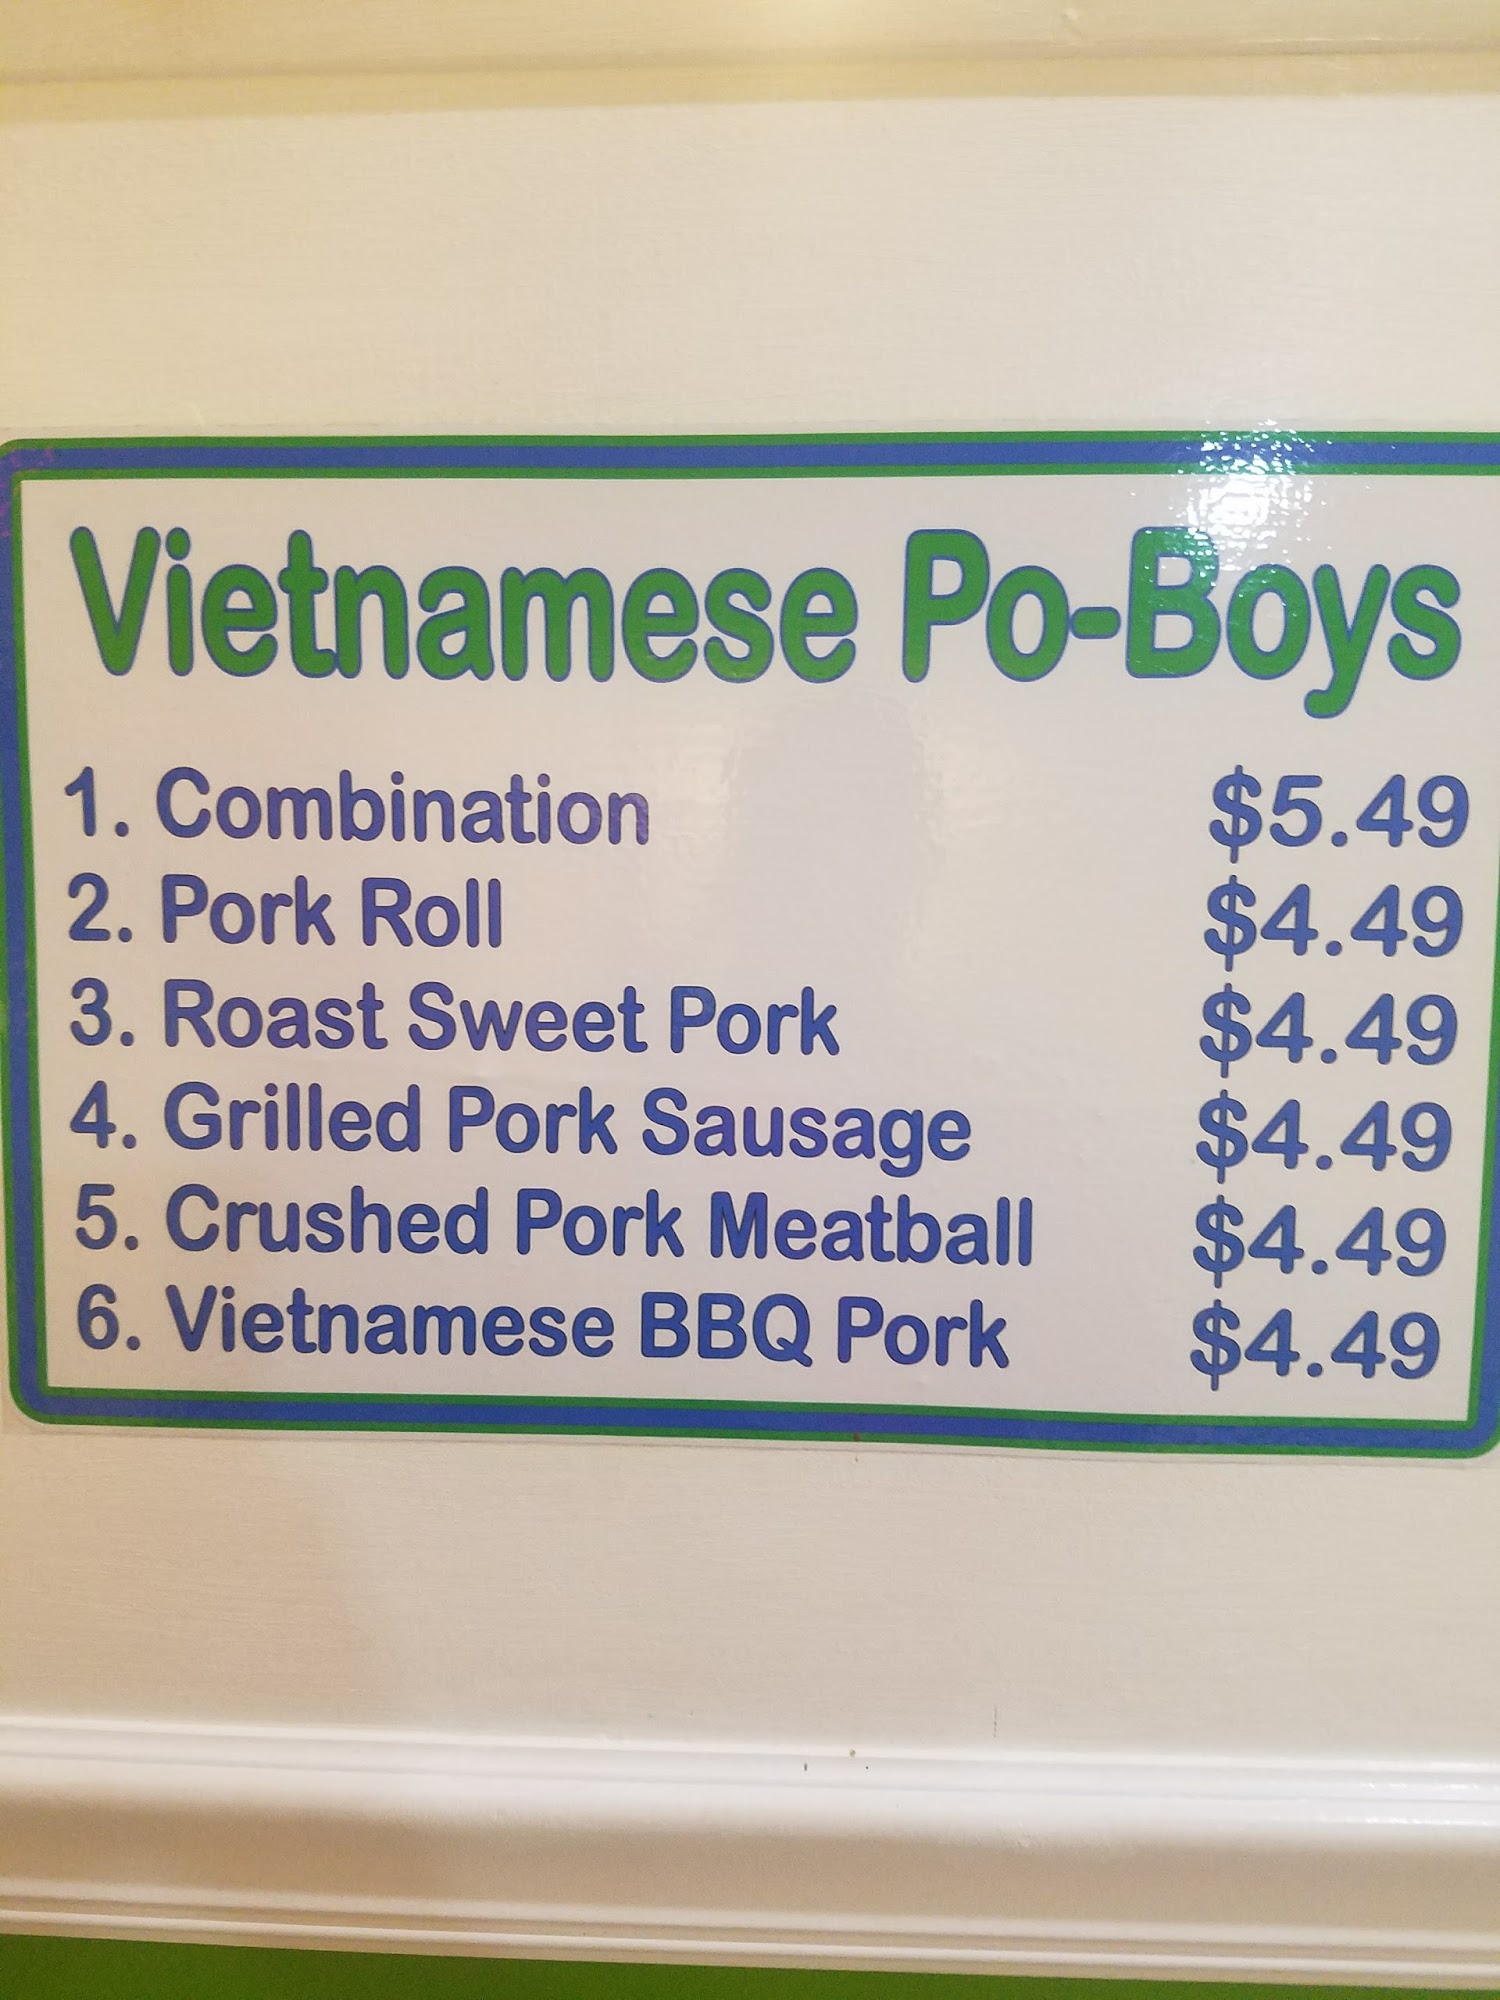 Vietnamese Po-Boys
1. Combination $5.49
2. Pork Roll $4.49
3. Roast Sweet Pork $4.49
4. Grilled Pork Sausage $4.49
5. Crushed Pork Meatball $4.49
6. Vietnamese BBQ Pork $4.49